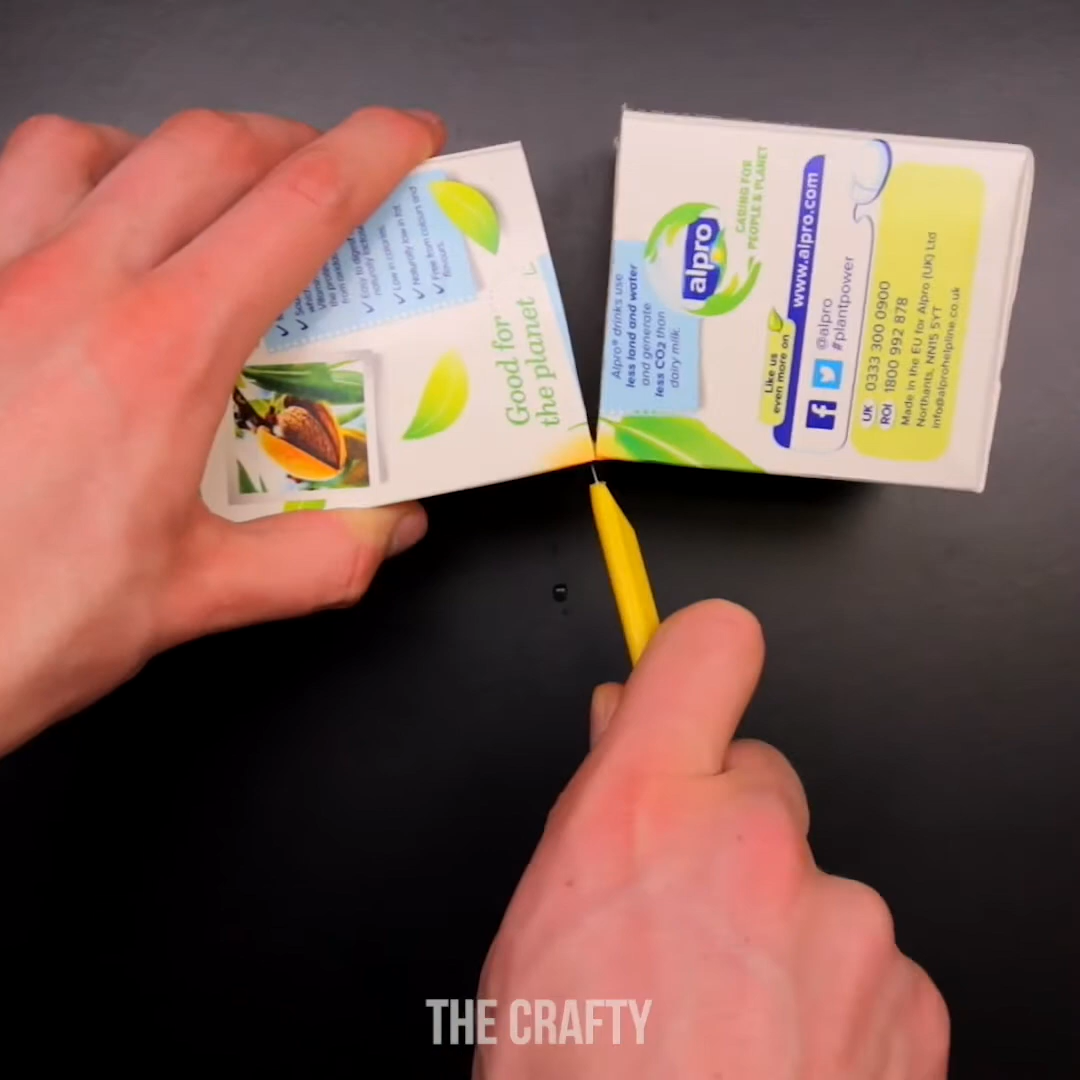 Easy to digest
Low in calories.
Naturally low in fat.
Free from colours and
flavours.
Good for
the planet
Alpro® drinks use
less land and water
and generate
less CO2 than
dairy milk.
alpro
CARING FOR
PEOPLE & PLANET
Like us
even more on
www.alpro.com
@alpro
#plantpower
UK 0333 300 0900
ROI 1800 992 878
Made in the EU for Alpro (UK) Ltd
Northants, NN15 5YT
info@alprohelpline.co.uk
THE CRAFTY